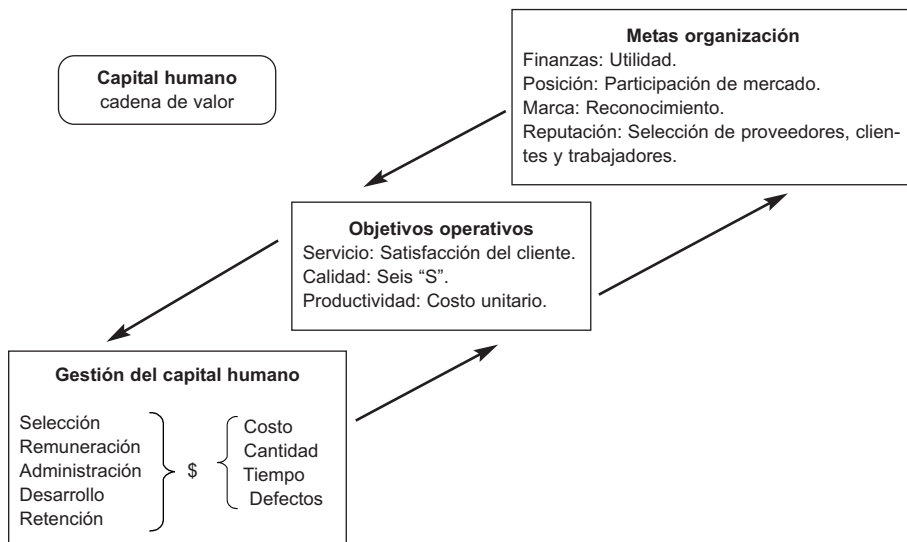 Capital humano
cadena de valor
Metas organización
Finanzas: Utilidad.
Posición: Participación de mercado.
Marca: Reconocimiento.
Reputación: Selección de proveedores, clien-
tes y trabajadores.
Objetivos operativos
Servicio: Satisfacción del cliente.
Calidad: Seis “S”.
Productividad: Costo unitario.
Gestión del capital humano
Selección
Remuneración
Administración
Desarrollo
Retención
$
Costo
Cantidad
Tiempo
Defectos